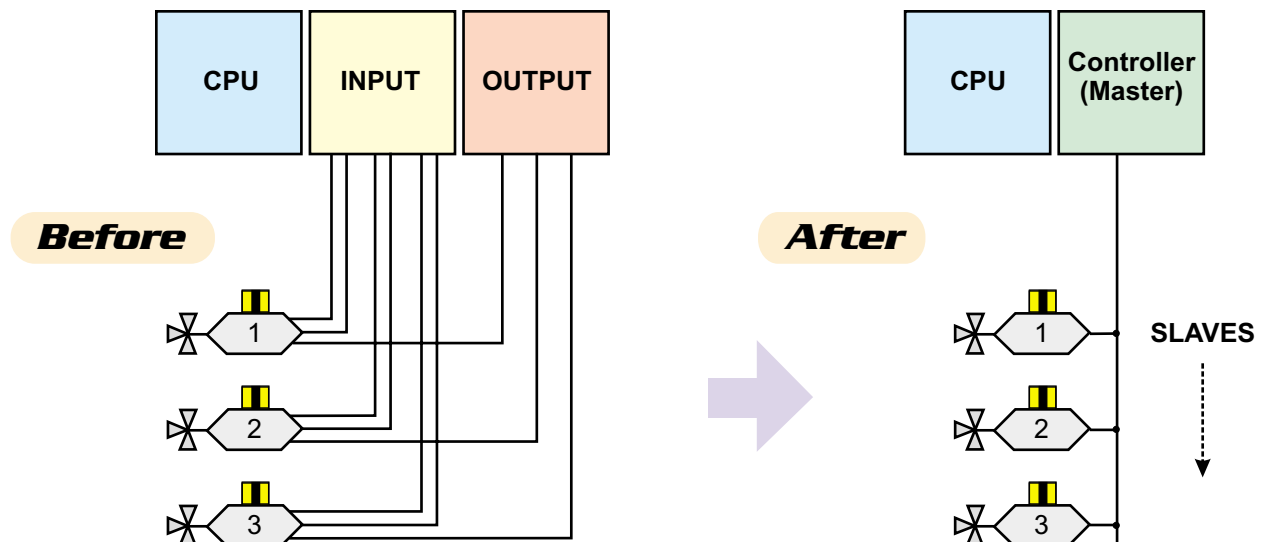 CPU
INPUT
OUTPUT
Before
1
2
3
CPU
Controller
(Master)
After
1
SLAVES
2
3